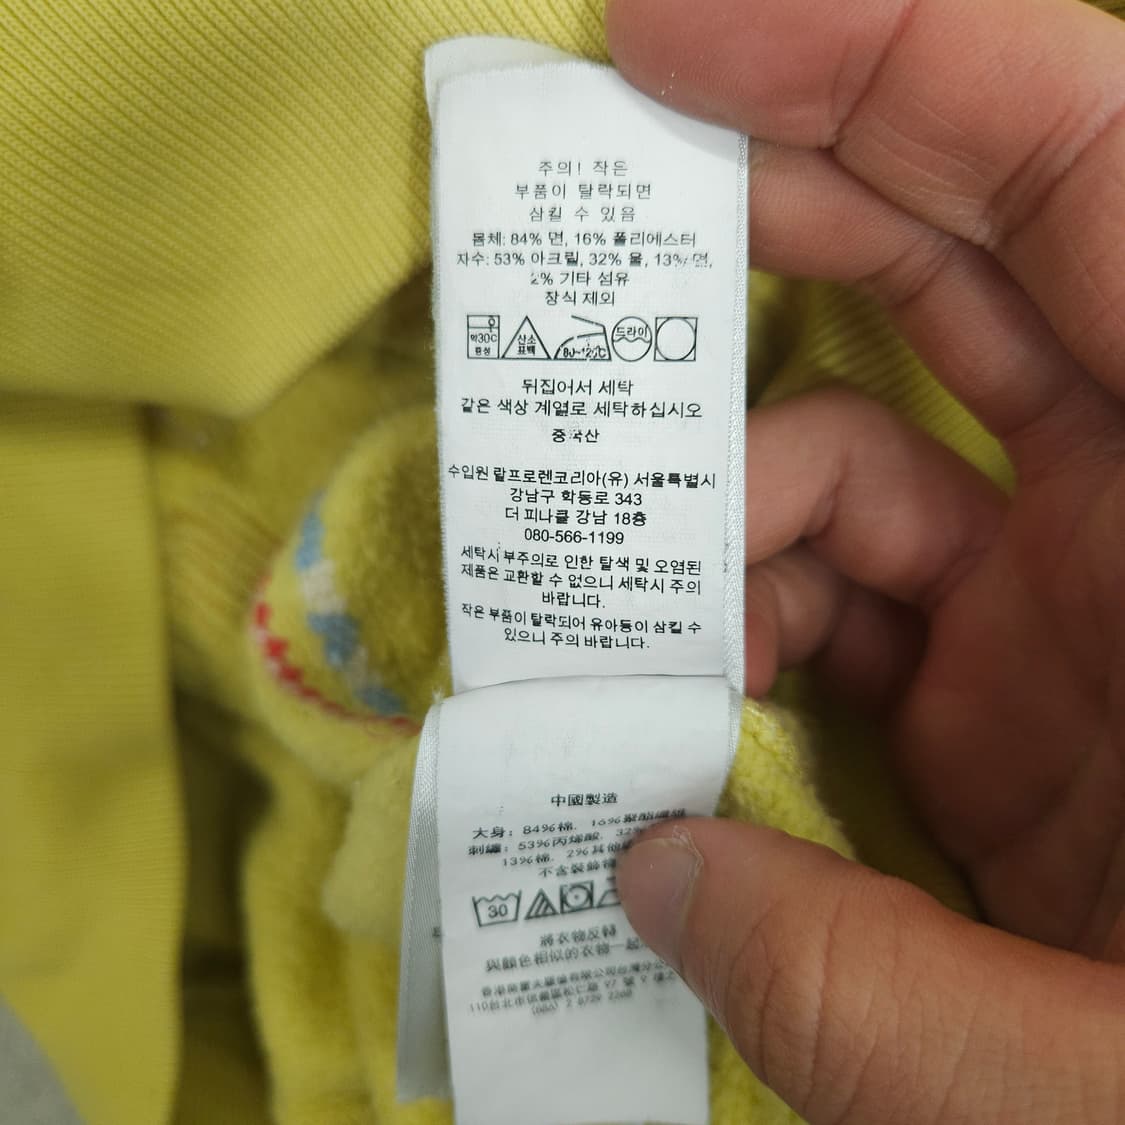 주의! 작은
부품이 탈락되면
삼킬 수 있음
몸체: 84% 면, 16% 폴리에스터
자수: 53% 아크릴, 32% 울, 13% 면,
2% 기타 섬유
장식 제외
약30C 중성
산소 표백
80~120C
드라이
뒤집어서 세탁
같은 색상 계열로 세탁하십시오
중국산
수입원 랄프로렌코리아(유) 서울특별시
강남구 학동로 343
더 피나클 강남 18층
080-566-1199
세탁시 부주의로 인한 탈색 및 오염된
제품은 교환할 수 없으니 세탁시 주의
바랍니다.
작은 부품이 탈락되어 유아등이 삼킬 수
있으니 주의 바랍니다.
中國製造
大身: 84%棉, 16%聚酯纖維
刺繡: 53%丙烯酸, 32%
13%棉, 2%其他
不含裝飾物
30
將衣物反轉
與顏色相似的衣物一起